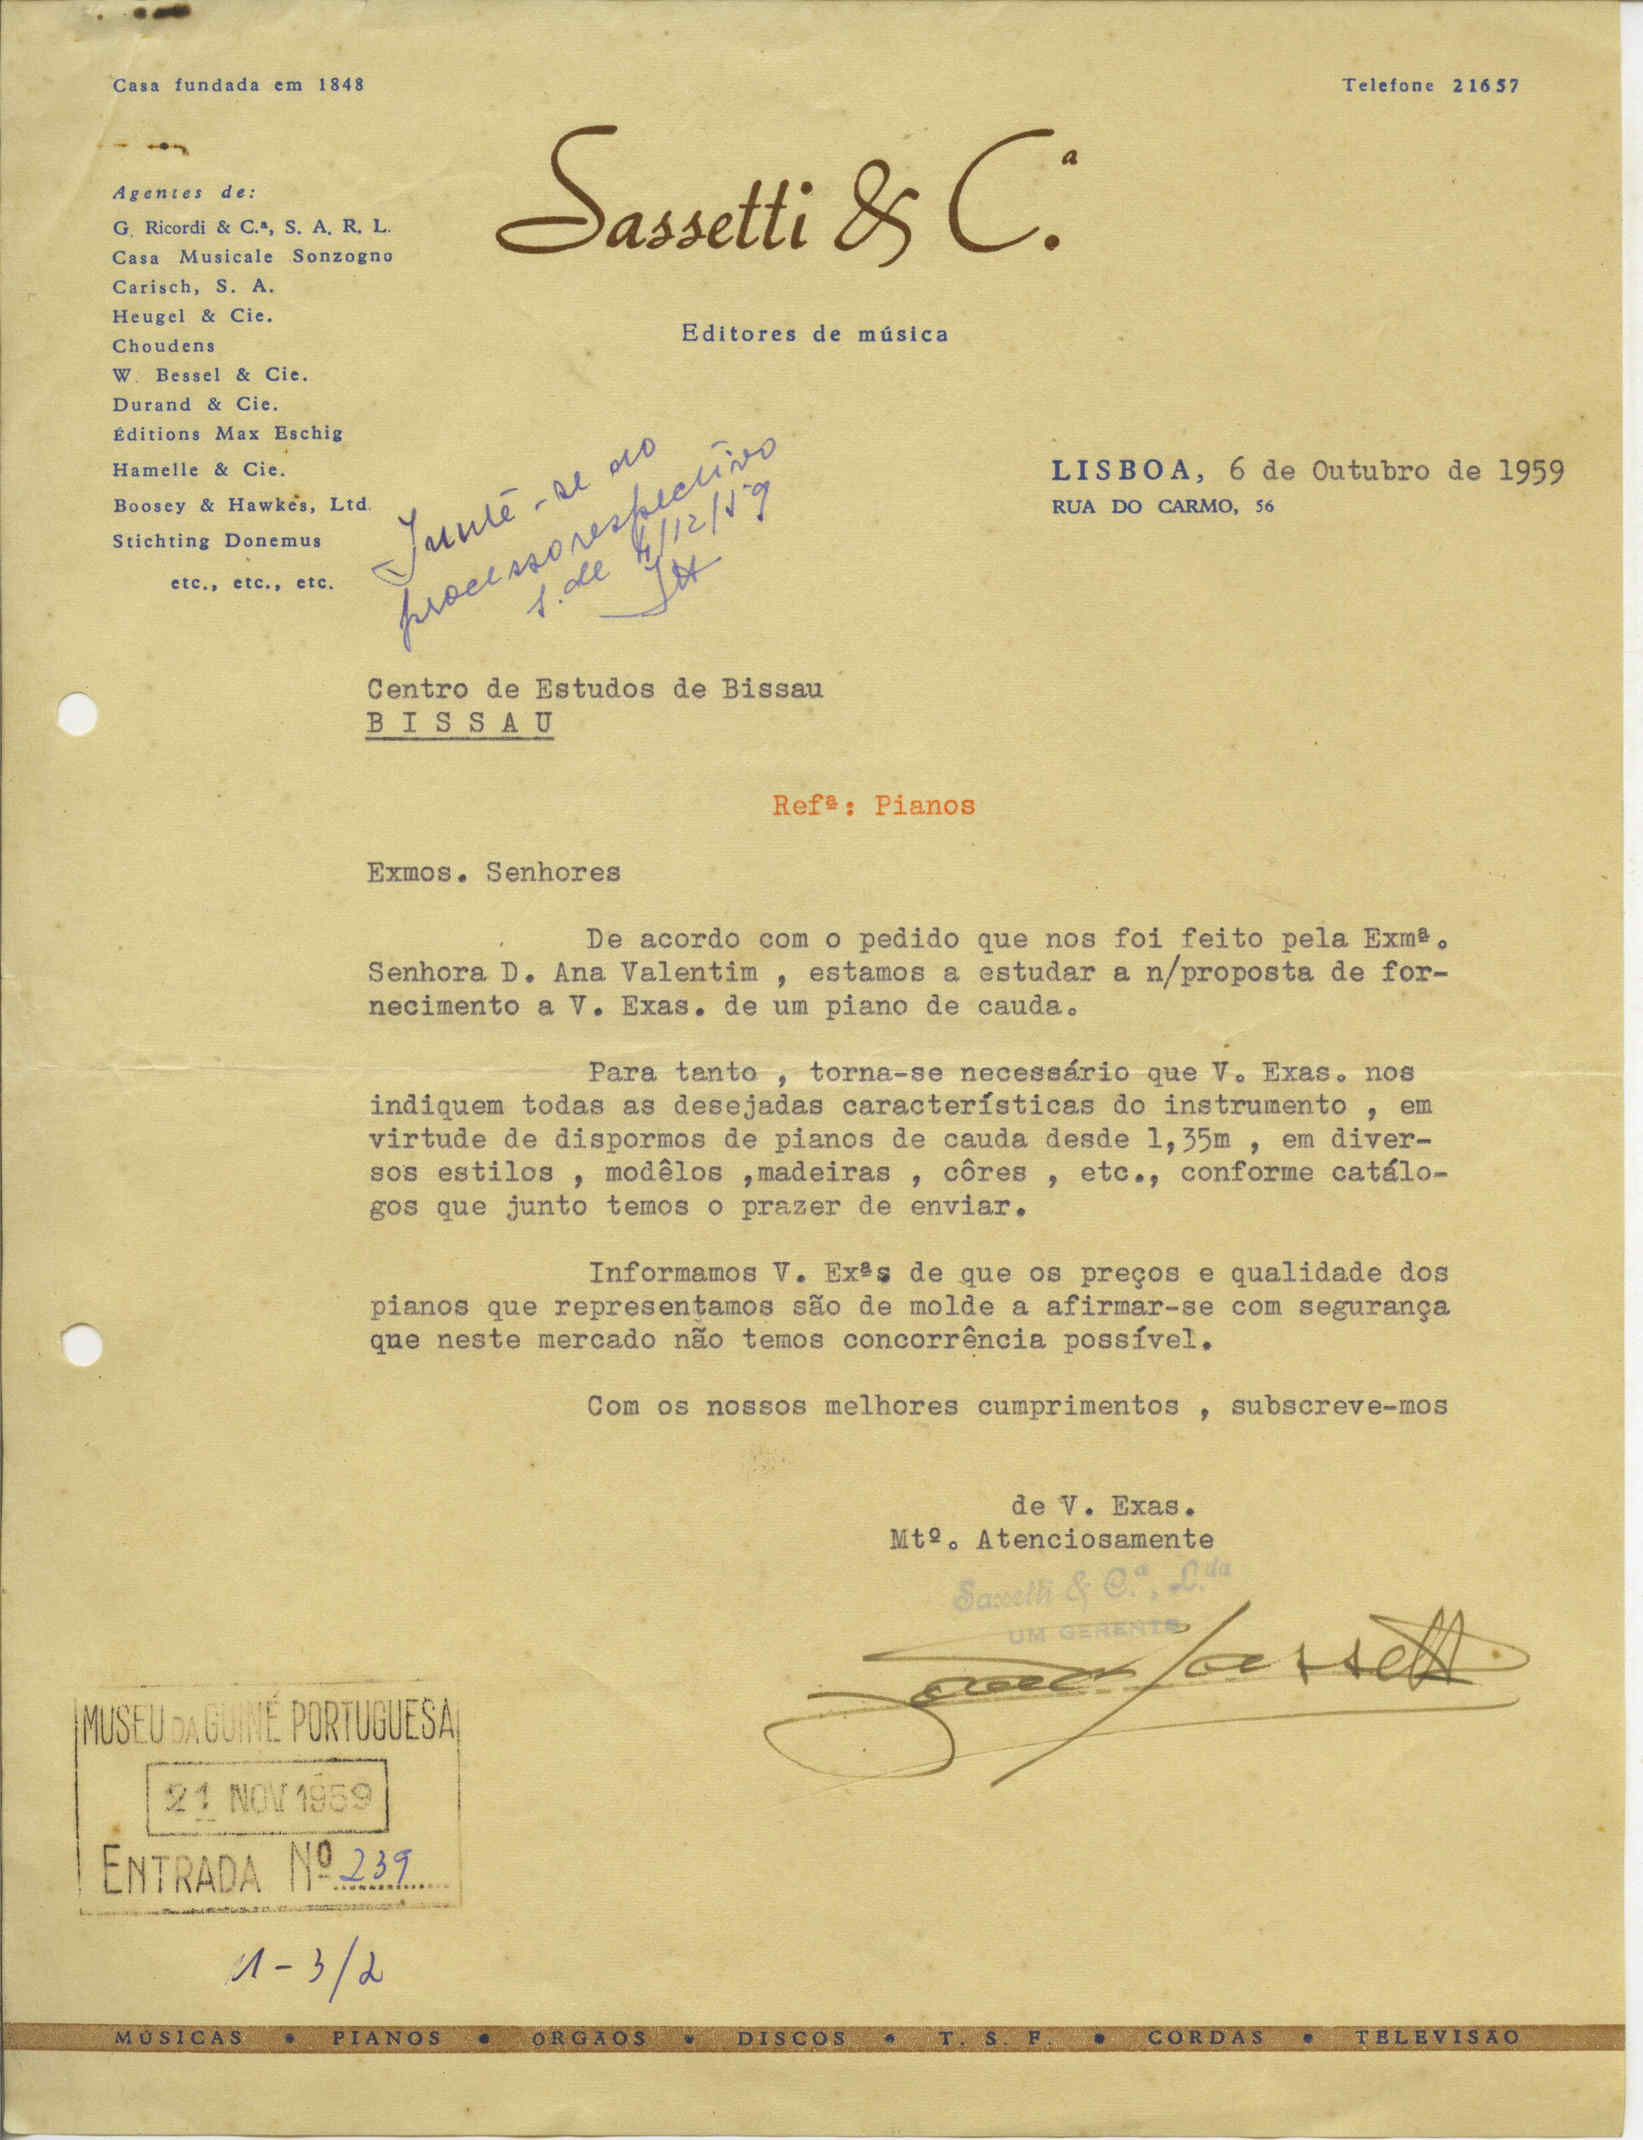 Casa fundada em 1848
Telefone 21657
Sassetti & C.ª
Editores de música
Agentes de:
G. Ricordi & C.ª, S. A. R. L.
Casa Musicale Sonzogno
Carisch, S. A.
Heugel & Cie.
Choudens
W. Bessel & Cie.
Durand & Cie.
Éditions Max Eschig
Hamelle & Cie.
Boosey & Hawkes, Ltd.
Stichting Donemus
etc., etc., etc.
LISBOA, 6 de Outubro de 1959
RUA DO CARMO, 56
Junte-se ao
processo respectivo
4/12/59
Centro de Estudos de Bissau
B I S S A U
Refª: Pianos
Exmos. Senhores
De acordo com o pedido que nos foi feito pela Exmª.
Senhora D. Ana Valentim , estamos a estudar a n/proposta de for-
necimento a V. Exas. de um piano de cauda.
Para tanto , torna-se necessário que V. Exas. nos
indiquem todas as desejadas características do instrumento , em
virtude de dispormos de pianos de cauda desde 1,35m , em diver-
sos estilos , modêlos ,madeiras , côres , etc., conforme catálo-
gos que junto temos o prazer de enviar.
Informamos V. Exªs de que os preços e qualidade dos
pianos que representamos são de molde a afirmar-se com segurança
que neste mercado não temos concorrência possível.
Com os nossos melhores cumprimentos , subscreve-mos
de V. Exas.
Mtº. Atenciosamente
Sassetti & C.ª, L.da
UM GERENTE
Sassetti
MUSEU DA GUINÉ PORTUGUESA
21 NOV 1959
ENTRADA Nº 239
1-3/2
MÚSICAS • PIANOS • ORGÃOS • DISCOS • T. S. F. • CORDAS • TELEVISÃO